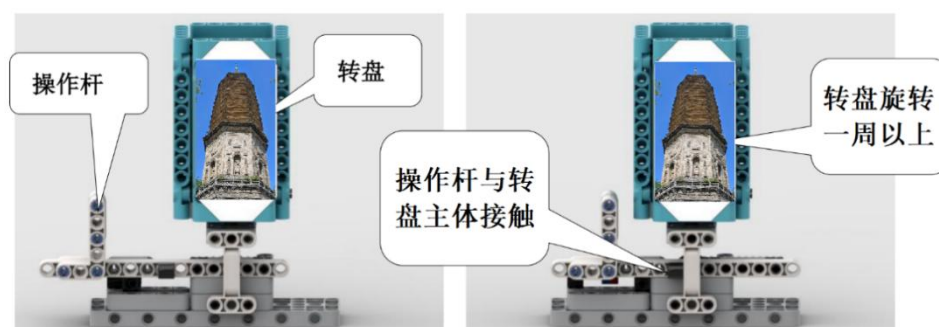 操作杆
转盘
转盘旋转
一周以上
操作杆与转
盘主体接触